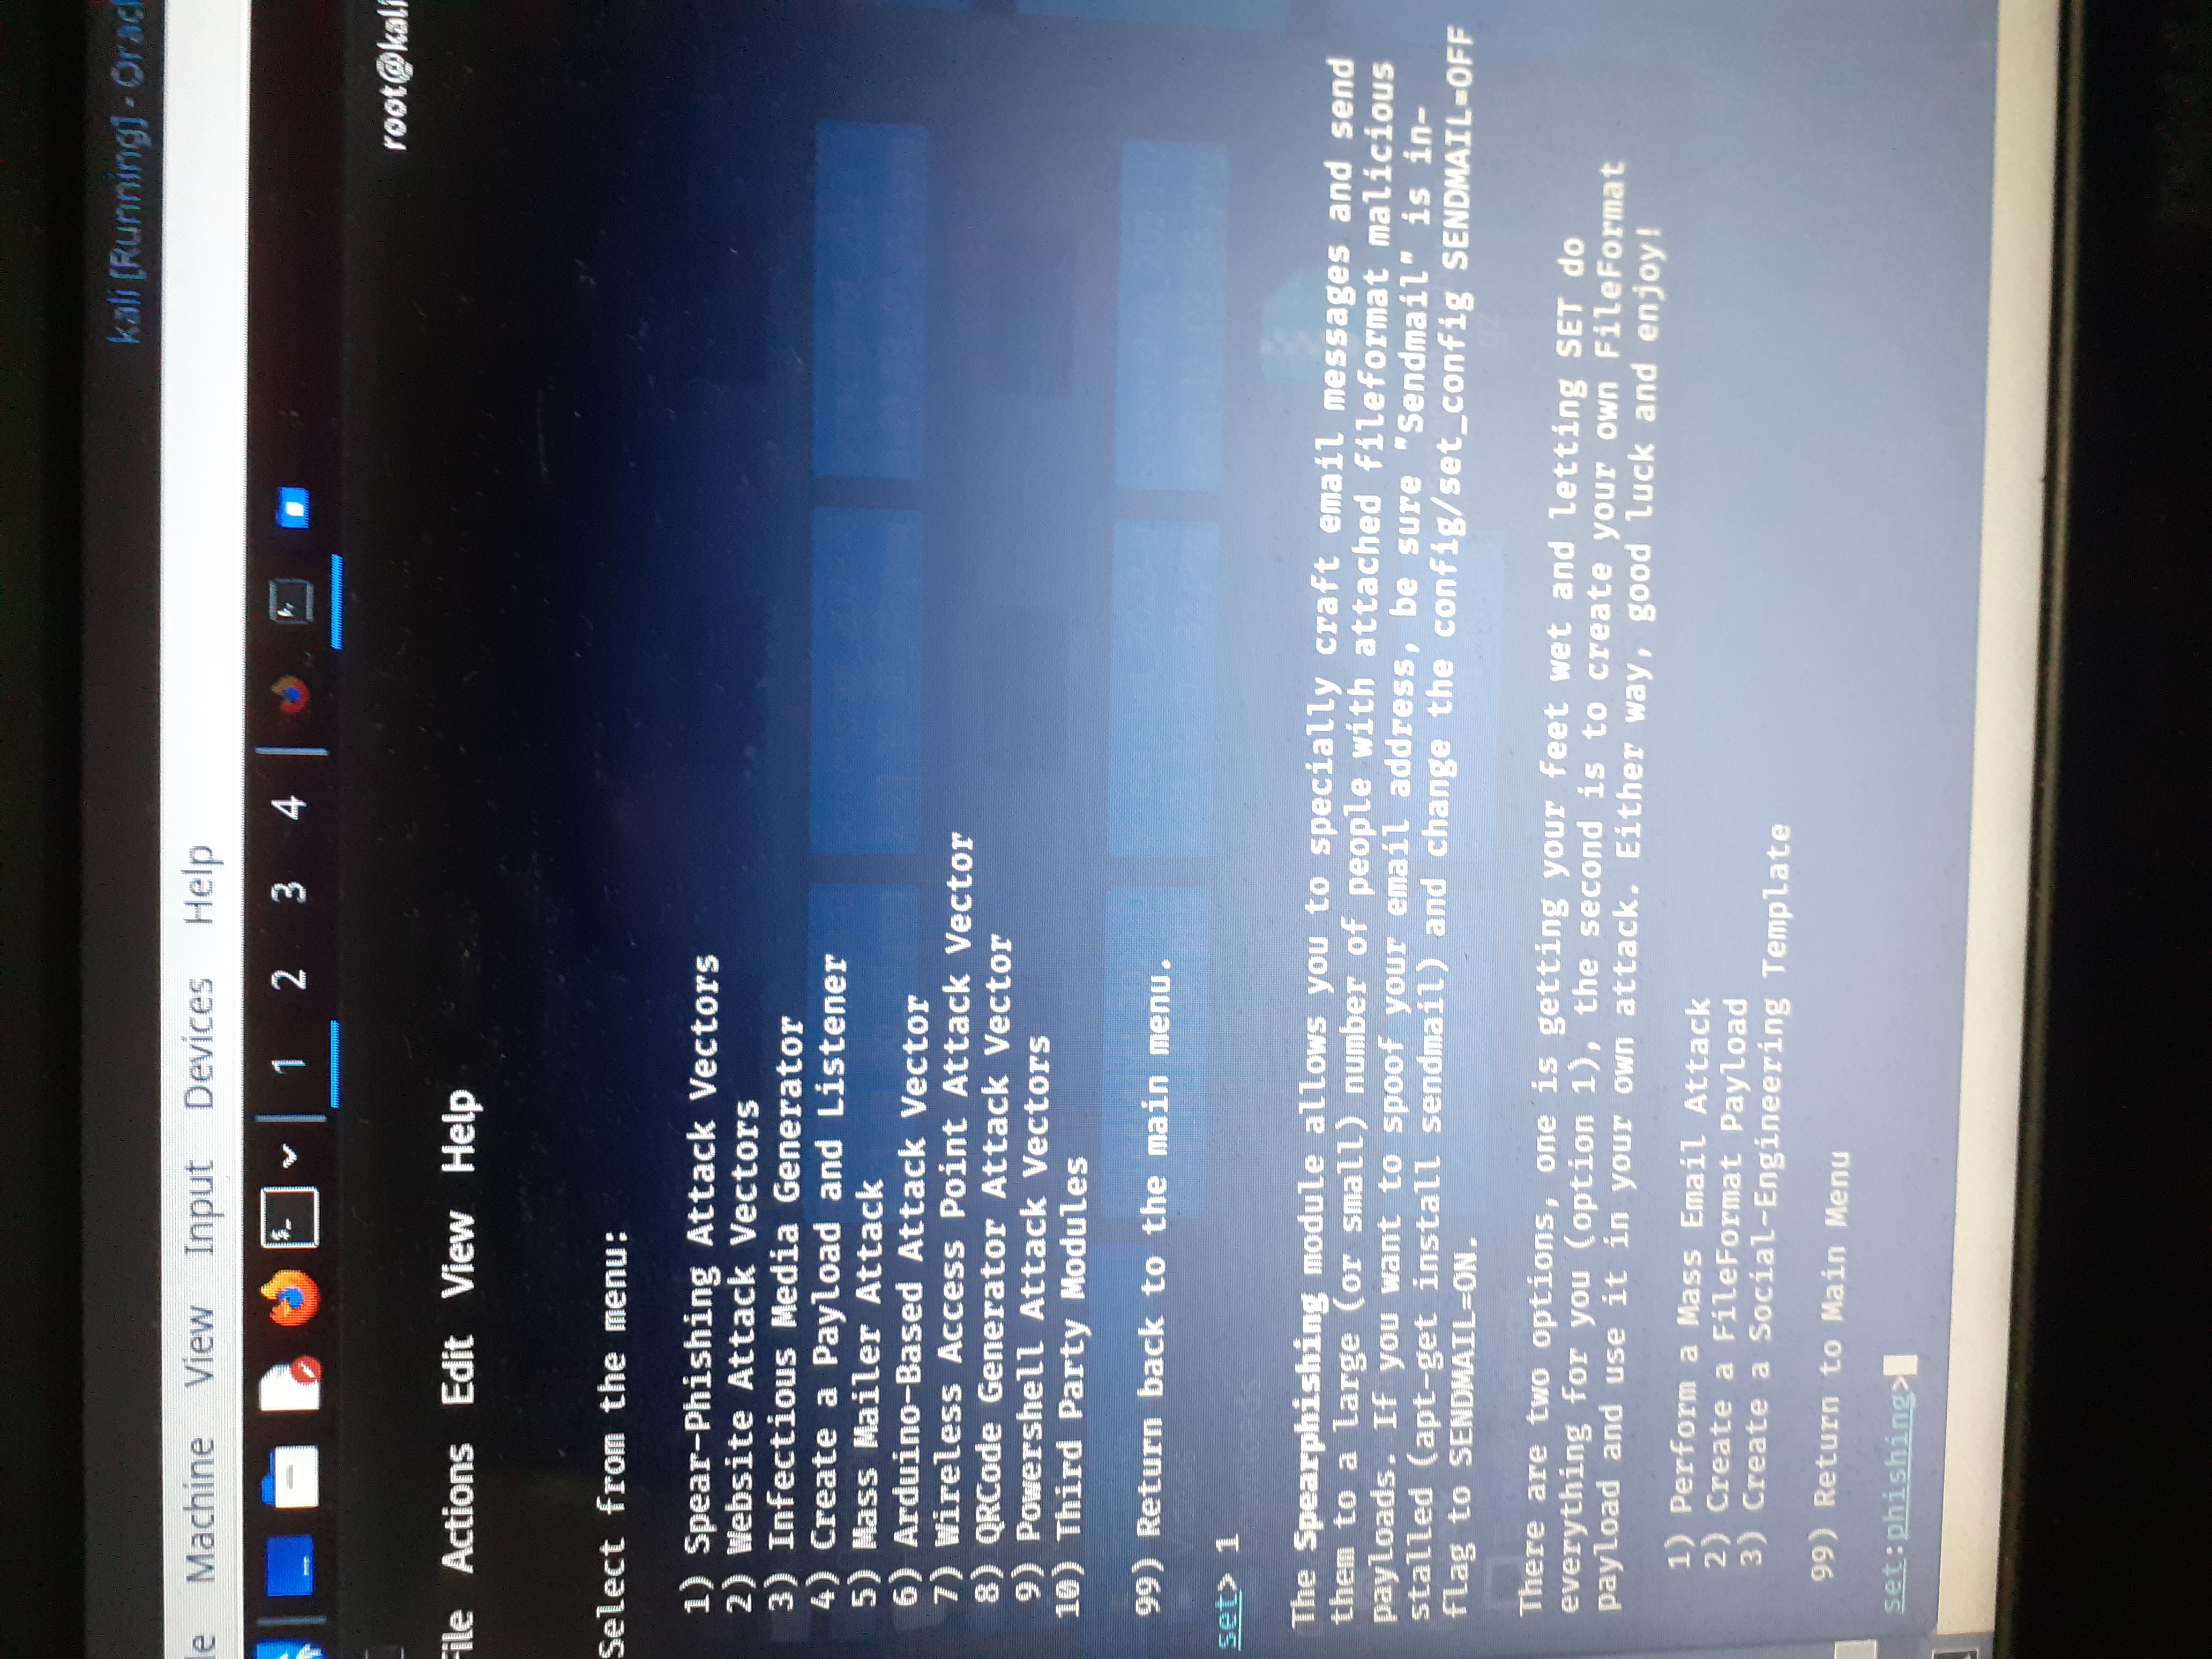 kali [Running] - Orac
le Machine View Input Devices Help
1 2 3 4
root@kali
File Actions Edit View Help
Select from the menu:
1) Spear-Phishing Attack Vectors
2) Website Attack Vectors
3) Infectious Media Generator
4) Create a Payload and Listener
5) Mass Mailer Attack
6) Arduino-Based Attack Vector
7) Wireless Access Point Attack Vector
8) QRCode Generator Attack Vector
9) Powershell Attack Vectors
10) Third Party Modules
99) Return back to the main menu.
set> 1
The Spearphishing module allows you to specially craft email messages and send
them to a large (or small) number of people with attached fileformat malicious
payloads. If you want to spoof your email address, be sure "Sendmail" is in-
stalled (apt-get install sendmail) and change the config/set_config SENDMAIL=OFF
flag to SENDMAIL=ON.
There are two options, one is getting your feet wet and letting SET do
everything for you (option 1), the second is to create your own FileFormat
payload and use it in your own attack. Either way, good luck and enjoy!
1) Perform a Mass Email Attack
2) Create a FileFormat Payload
3) Create a Social-Engineering Template
99) Return to Main Menu
set:phishing>